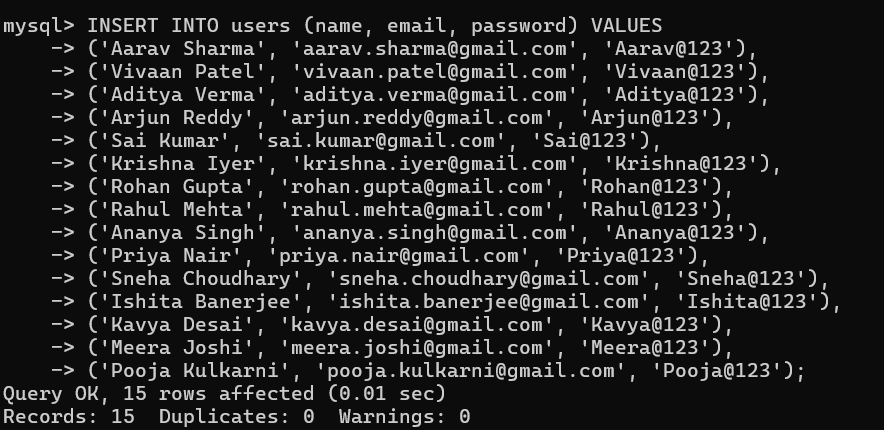 mysql> INSERT INTO users (name, email, password) VALUES
    -> ('Aarav Sharma', 'aarav.sharma@gmail.com', 'Aarav@123'),
    -> ('Vivaan Patel', 'vivaan.patel@gmail.com', 'Vivaan@123'),
    -> ('Aditya Verma', 'aditya.verma@gmail.com', 'Aditya@123'),
    -> ('Arjun Reddy', 'arjun.reddy@gmail.com', 'Arjun@123'),
    -> ('Sai Kumar', 'sai.kumar@gmail.com', 'Sai@123'),
    -> ('Krishna Iyer', 'krishna.iyer@gmail.com', 'Krishna@123'),
    -> ('Rohan Gupta', 'rohan.gupta@gmail.com', 'Rohan@123'),
    -> ('Rahul Mehta', 'rahul.mehta@gmail.com', 'Rahul@123'),
    -> ('Ananya Singh', 'ananya.singh@gmail.com', 'Ananya@123'),
    -> ('Priya Nair', 'priya.nair@gmail.com', 'Priya@123'),
    -> ('Sneha Choudhary', 'sneha.choudhary@gmail.com', 'Sneha@123'),
    -> ('Ishita Banerjee', 'ishita.banerjee@gmail.com', 'Ishita@123'),
    -> ('Kavya Desai', 'kavya.desai@gmail.com', 'Kavya@123'),
    -> ('Meera Joshi', 'meera.joshi@gmail.com', 'Meera@123'),
    -> ('Pooja Kulkarni', 'pooja.kulkarni@gmail.com', 'Pooja@123');
Query OK, 15 rows affected (0.01 sec)
Records: 15  Duplicates: 0  Warnings: 0